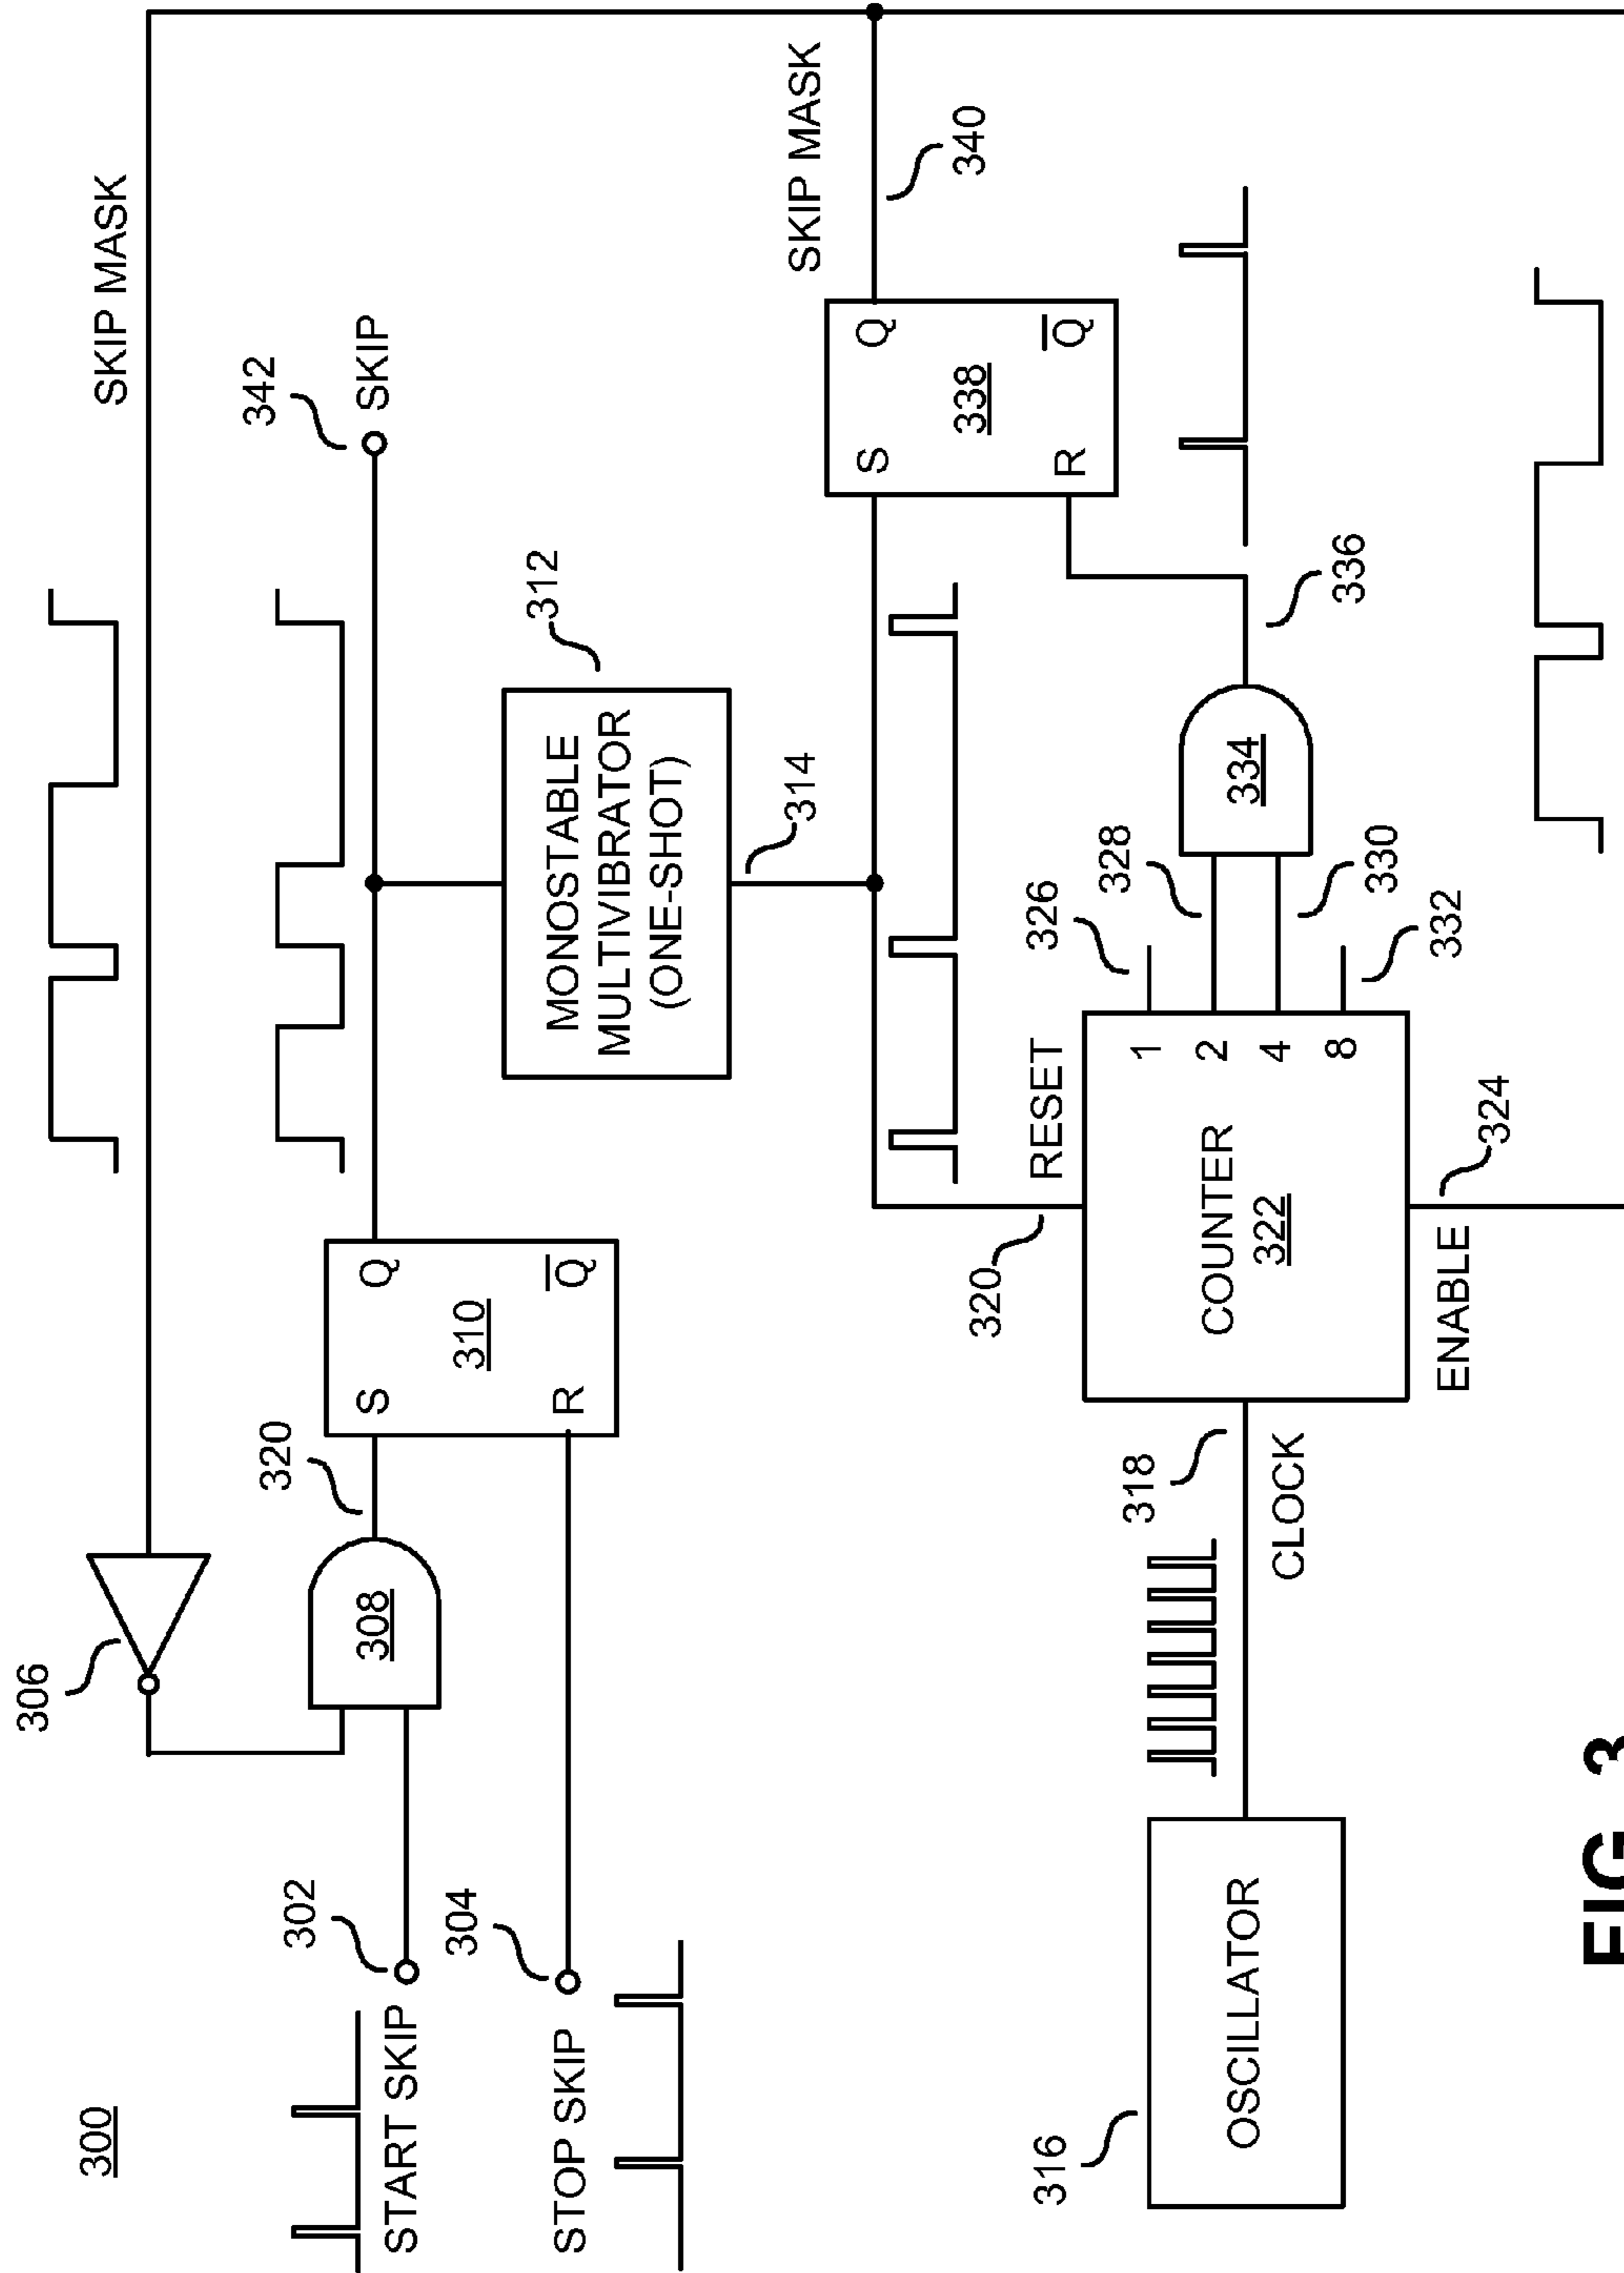 300
SKIP MASK
306
342
SKIP
START SKIP
302
308
320
S
Q
310
R
Q
STOP SKIP
304
312
MONOSTABLE
MULTIVIBRATOR
(ONE-SHOT)
314
SKIP MASK
340
S
Q
338
R
Q
320
RESET
316
OSCILLATOR
318
CLOCK
COUNTER
322
1
2
4
8
326
328
330
332
334
336
ENABLE
324
FIG. 3